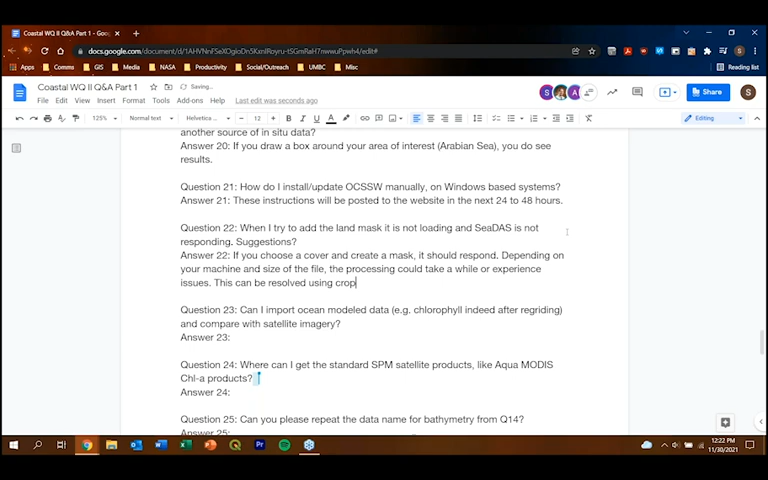 Coastal WQ II Q&A Part 1 - Goo
docs.google.com/document/d/
Reading list
Apps
Comms
GIS
Media
NASA
Productivity
Social/Outreach
UMBC
Misc
Coastal WQ II Q&A Part 1
Saving...
File Edit View Insert Format Tools Add-ons Help Last edit was seconds ago
Share
S
125%
Normal text
Helvetica ...
12
Editing
another source of in situ data?
Answer 20: If you draw a box around your area of interest (Arabian Sea), you do see
results.
Question 21: How do I install/update OCSSW manually, on Windows based systems?
Answer 21: These instructions will be posted to the website in the next 24 to 48 hours.
Question 22: When I try to add the land mask it is not loading and SeaDAS is not
responding. Suggestions?
Answer 22: If you choose a cover and create a mask, it should respond. Depending on
your machine and size of the file, the processing could take a while or experience
issues. This can be resolved using crop
Question 23: Can I import ocean modeled data (e.g. chlorophyll indeed after regriding)
and compare with satellite imagery?
Answer 23:
Question 24: Where can I get the standard SPM satellite products, like Aqua MODIS
Chl-a products?
Answer 24:
Question 25: Can you please repeat the data name for bathymetry from Q14?
Answer 25:
12:22 PM
11/30/2021